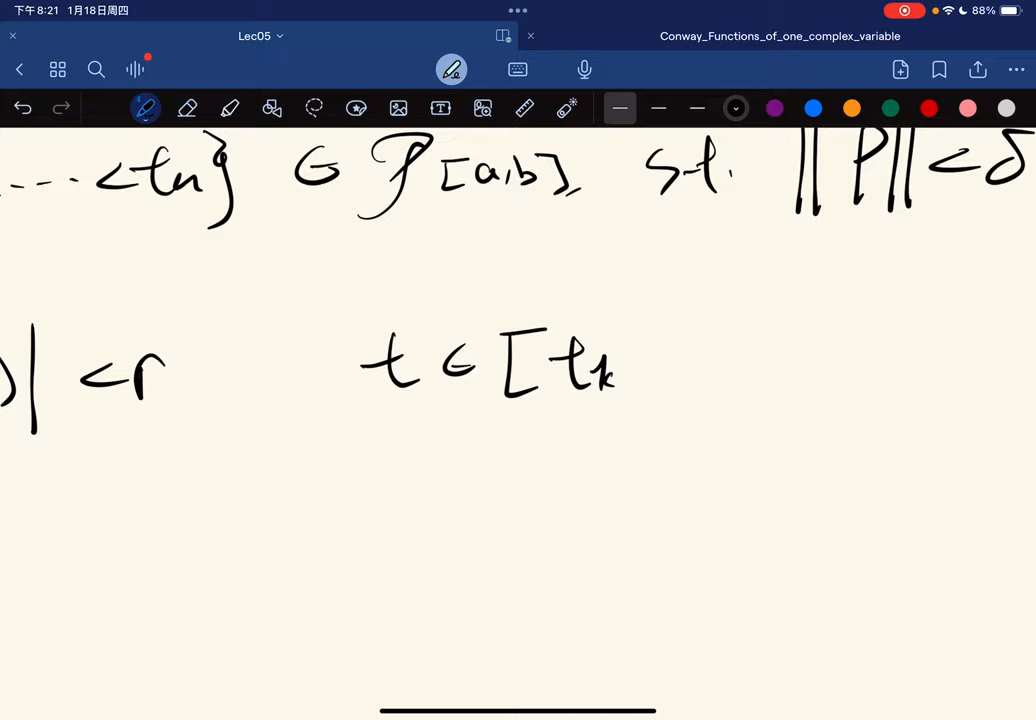 下午8:21 1月18日周四
88%
Lec05
Conway_Functions_of_one_complex_variable
.... < tn} ∈ 𝒫 [a,b], s.t. ||P|| < δ
)| < r t ∈ [tk